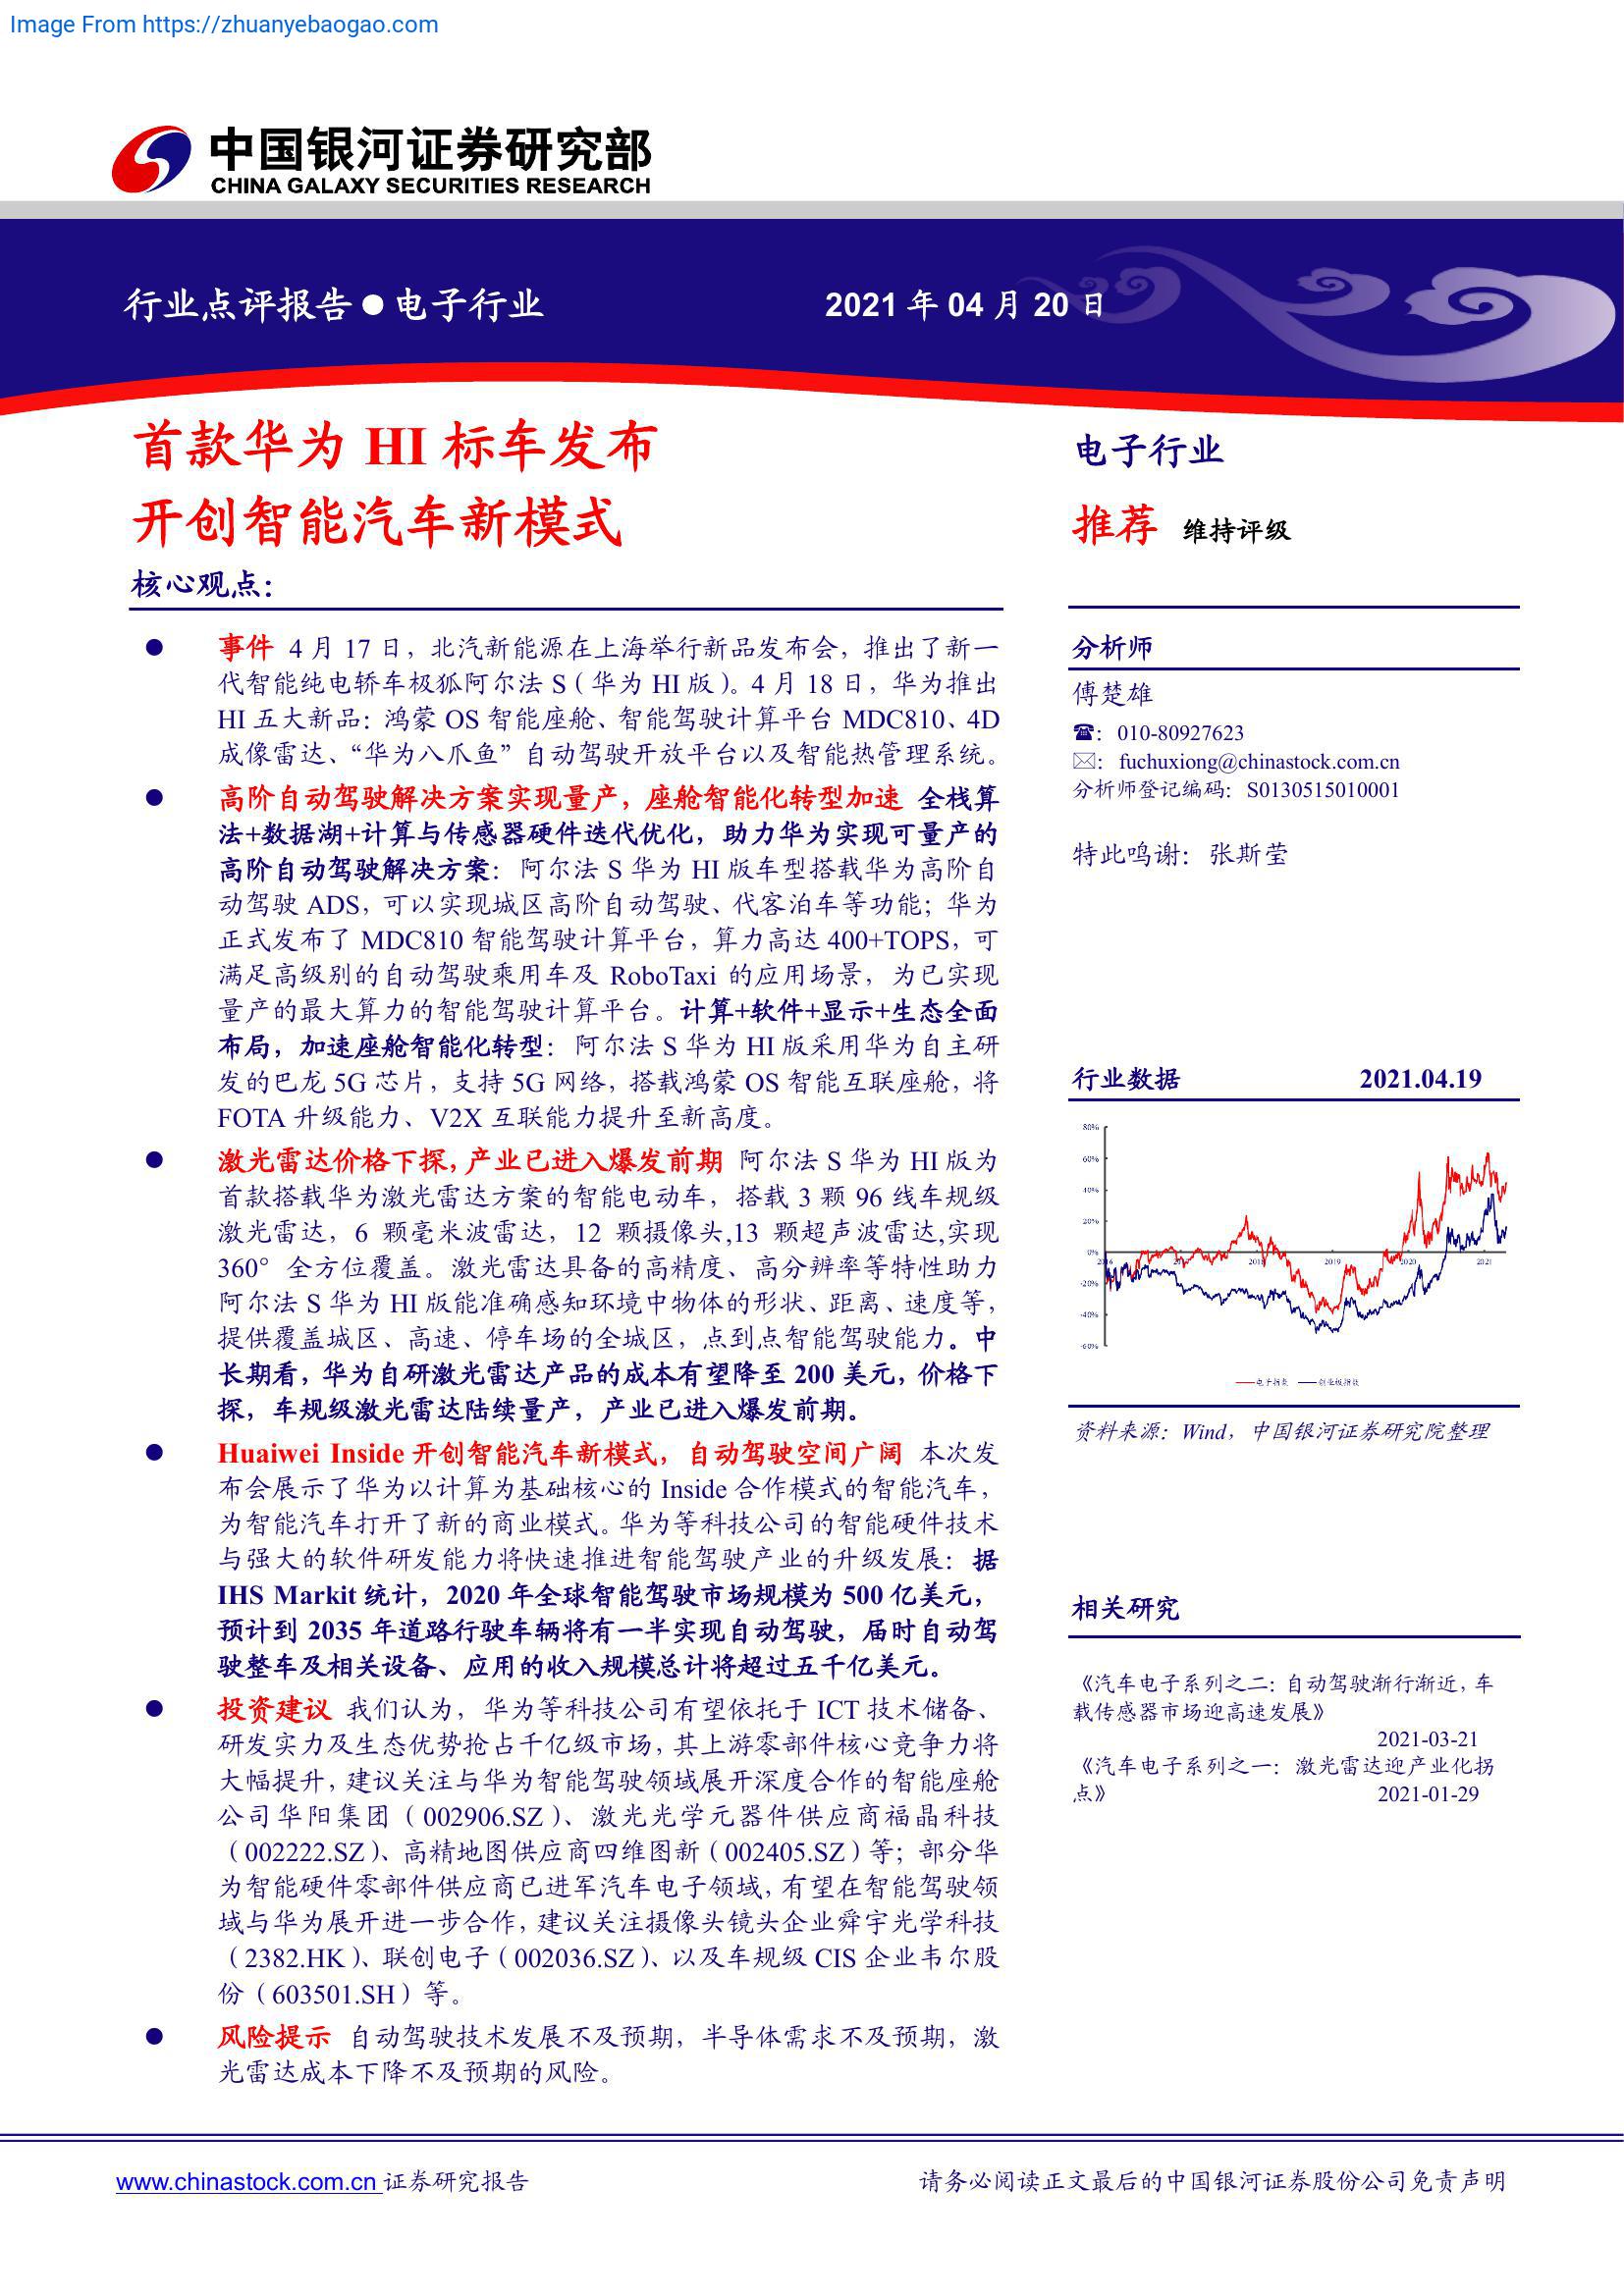 Image From https://zhuanyebaogao.com
中国银河证券研究部
CHINA GALAXY SECURITIES RESEARCH
行业点评报告●电子行业
2021 年 04 月 20 日
首款华为 HI 标车发布
开创智能汽车新模式
核心观点：
● 事件 4 月 17 日，北汽新能源在上海举行新品发布会，推出了新一
代智能纯电轿车极狐阿尔法 S（华为 HI 版）。4 月 18 日，华为推出
HI 五大新品：鸿蒙 OS 智能座舱、智能驾驶计算平台 MDC810、4D
成像雷达、“华为八爪鱼”自动驾驶开放平台以及智能热管理系统。
● 高阶自动驾驶解决方案实现量产，座舱智能化转型加速 全栈算
法+数据湖+计算与传感器硬件迭代优化，助力华为实现可量产的
高阶自动驾驶解决方案：阿尔法 S 华为 HI 版车型搭载华为高阶自
动驾驶 ADS，可以实现城区高阶自动驾驶、代客泊车等功能；华为
正式发布了 MDC810 智能驾驶计算平台，算力高达 400+TOPS，可
满足高级别的自动驾驶乘用车及 RoboTaxi 的应用场景，为已实现
量产的最大算力的智能驾驶计算平台。计算+软件+显示+生态全面
布局，加速座舱智能化转型：阿尔法 S 华为 HI 版采用华为自主研
发的巴龙 5G 芯片，支持 5G 网络，搭载鸿蒙 OS 智能互联座舱，将
FOTA 升级能力、V2X 互联能力提升至新高度。
● 激光雷达价格下探，产业已进入爆发前期 阿尔法 S 华为 HI 版为
首款搭载华为激光雷达方案的智能电动车，搭载 3 颗 96 线车规级
激光雷达，6 颗毫米波雷达，12 颗摄像头,13 颗超声波雷达,实现
360°全方位覆盖。激光雷达具备的高精度、高分辨率等特性助力
阿尔法 S 华为 HI 版能准确感知环境中物体的形状、距离、速度等，
提供覆盖城区、高速、停车场的全城区，点到点智能驾驶能力。中
长期看，华为自研激光雷达产品的成本有望降至 200 美元，价格下
探，车规级激光雷达陆续量产，产业已进入爆发前期。
● Huaiwei Inside 开创智能汽车新模式，自动驾驶空间广阔 本次发
布会展示了华为以计算为基础核心的 Inside 合作模式的智能汽车，
为智能汽车打开了新的商业模式。华为等科技公司的智能硬件技术
与强大的软件研发能力将快速推进智能驾驶产业的升级发展：据
IHS Markit 统计，2020 年全球智能驾驶市场规模为 500 亿美元，
预计到 2035 年道路行驶车辆将有一半实现自动驾驶，届时自动驾
驶整车及相关设备、应用的收入规模总计将超过五千亿美元。
● 投资建议 我们认为，华为等科技公司有望依托于 ICT 技术储备、
研发实力及生态优势抢占千亿级市场，其上游零部件核心竞争力将
大幅提升，建议关注与华为智能驾驶领域展开深度合作的智能座舱
公司华阳集团（002906.SZ）、激光光学元器件供应商福晶科技
（002222.SZ）、高精地图供应商四维图新（002405.SZ）等；部分华
为智能硬件零部件供应商已进军汽车电子领域，有望在智能驾驶领
域与华为展开进一步合作，建议关注摄像头镜头企业舜宇光学科技
（2382.HK）、联创电子（002036.SZ）、以及车规级 CIS 企业韦尔股
份（603501.SH）等。
● 风险提示 自动驾驶技术发展不及预期，半导体需求不及预期，激
光雷达成本下降不及预期的风险。
电子行业
推荐 维持评级
分析师
傅楚雄
☎：010-80927623
✉：fuchuxiong@chinastock.com.cn
分析师登记编码：S0130515010001
特此鸣谢：张斯莹
行业数据 2021.04.19
80%
60%
40%
20%
0%
-20%
-40%
-60%
2018
2019
2020
2021
电子指数 创业板指数
资料来源：Wind，中国银河证券研究院整理
相关研究
《汽车电子系列之二：自动驾驶渐行渐近，车
载传感器市场迎高速发展》
2021-03-21
《汽车电子系列之一：激光雷达迎产业化拐
点》 2021-01-29
www.chinastock.com.cn 证券研究报告
请务必阅读正文最后的中国银河证券股份公司免责声明